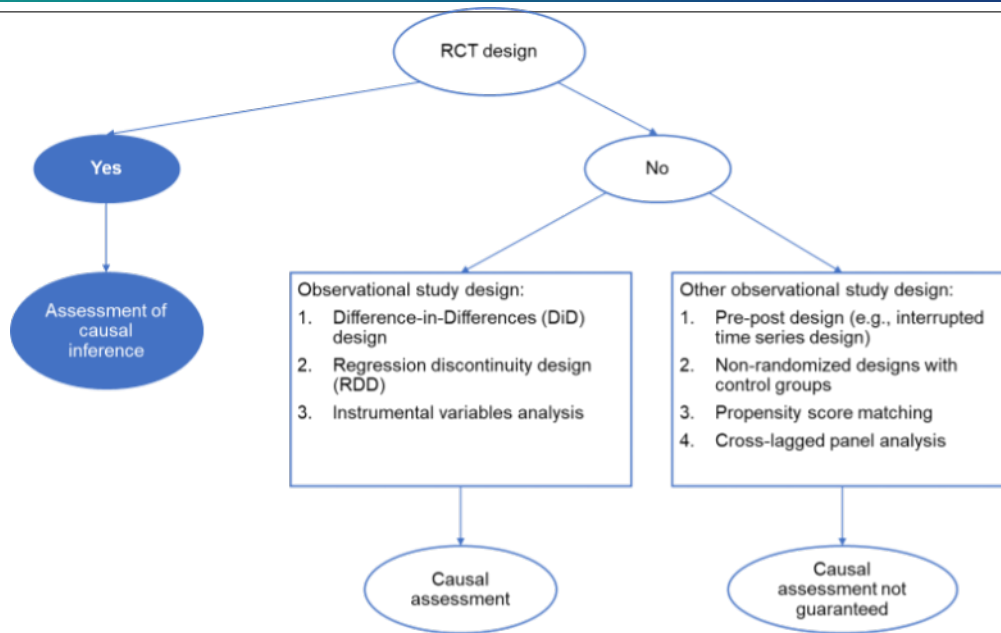 RCT design
Yes
No
Assessment of
causal
inference
Observational study design:
1. Difference-in-Differences (DiD)
design
2. Regression discontinuity design
(RDD)
3. Instrumental variables analysis
Other observational study design:
1. Pre-post design (e.g., interrupted
time series design)
2. Non-randomized designs with
control groups
3. Propensity score matching
4. Cross-lagged panel analysis
Causal
assessment
Causal
assessment not
guaranteed